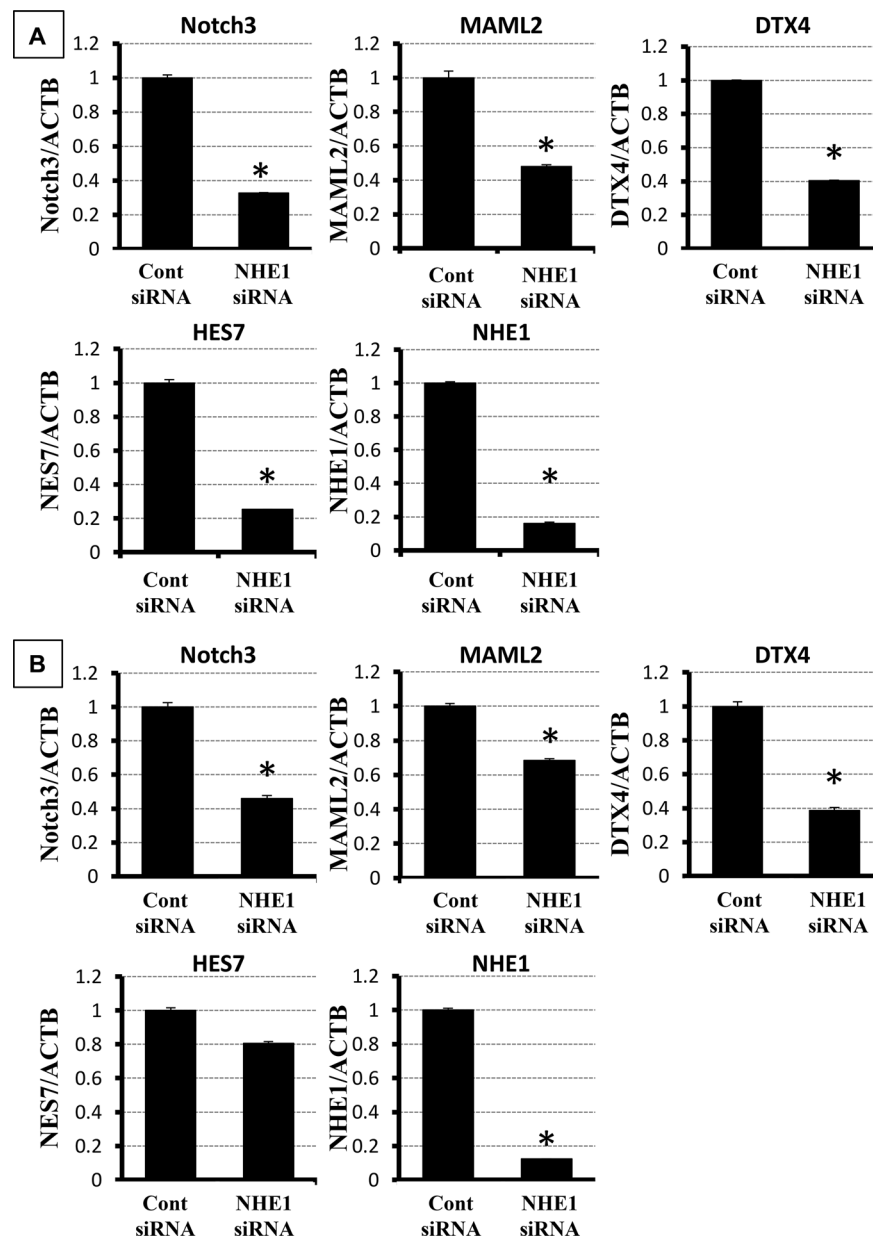 A
Notch3
Notch3/ACTB
1.2
1
0.8
0.6
0.4
0.2
0
*
Cont
siRNA
NHE1
siRNA
MAML2
MAML2/ACTB
1.2
1
0.8
0.6
0.4
0.2
0
*
Cont
siRNA
NHE1
siRNA
DTX4
DTX4/ACTB
1.2
1
0.8
0.6
0.4
0.2
0
*
Cont
siRNA
NHE1
siRNA
HES7
NES7/ACTB
1.2
1
0.8
0.6
0.4
0.2
0
*
Cont
siRNA
NHE1
siRNA
NHE1
NHE1/ACTB
1.2
1
0.8
0.6
0.4
0.2
0
*
Cont
siRNA
NHE1
siRNA
B
Notch3
Notch3/ACTB
1.2
1
0.8
0.6
0.4
0.2
0
*
Cont
siRNA
NHE1
siRNA
MAML2
MAML2/ACTB
1.2
1
0.8
0.6
0.4
0.2
0
*
Cont
siRNA
NHE1
siRNA
DTX4
DTX4/ACTB
1.2
1
0.8
0.6
0.4
0.2
0
*
Cont
siRNA
NHE1
siRNA
HES7
NES7/ACTB
1.2
1
0.8
0.6
0.4
0.2
0
Cont
siRNA
NHE1
siRNA
NHE1
NHE1/ACTB
1.2
1
0.8
0.6
0.4
0.2
0
*
Cont
siRNA
NHE1
siRNA